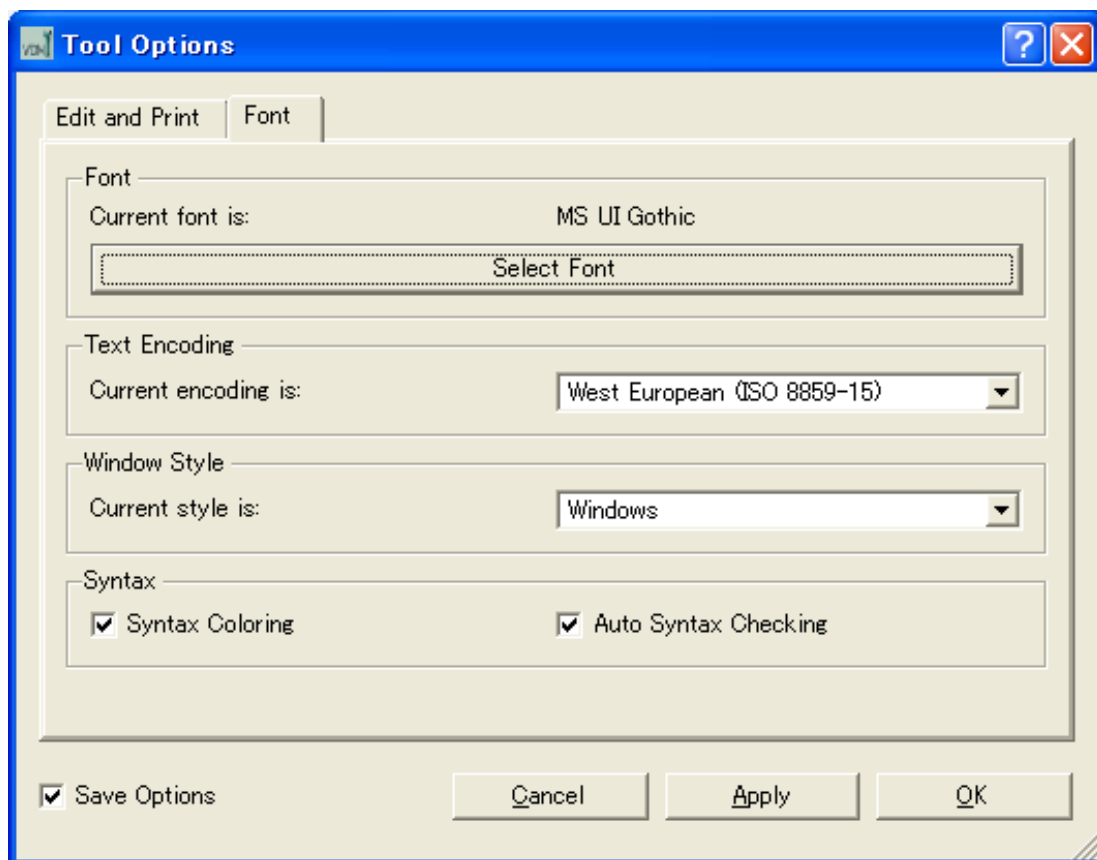 Tool Options
Edit and Print Font
Font
Current font is: MS UI Gothic
Select Font
Text Encoding
Current encoding is: West European (ISO 8859-15)
Window Style
Current style is: Windows
Syntax
Syntax Coloring Auto Syntax Checking
Save Options Cancel Apply OK